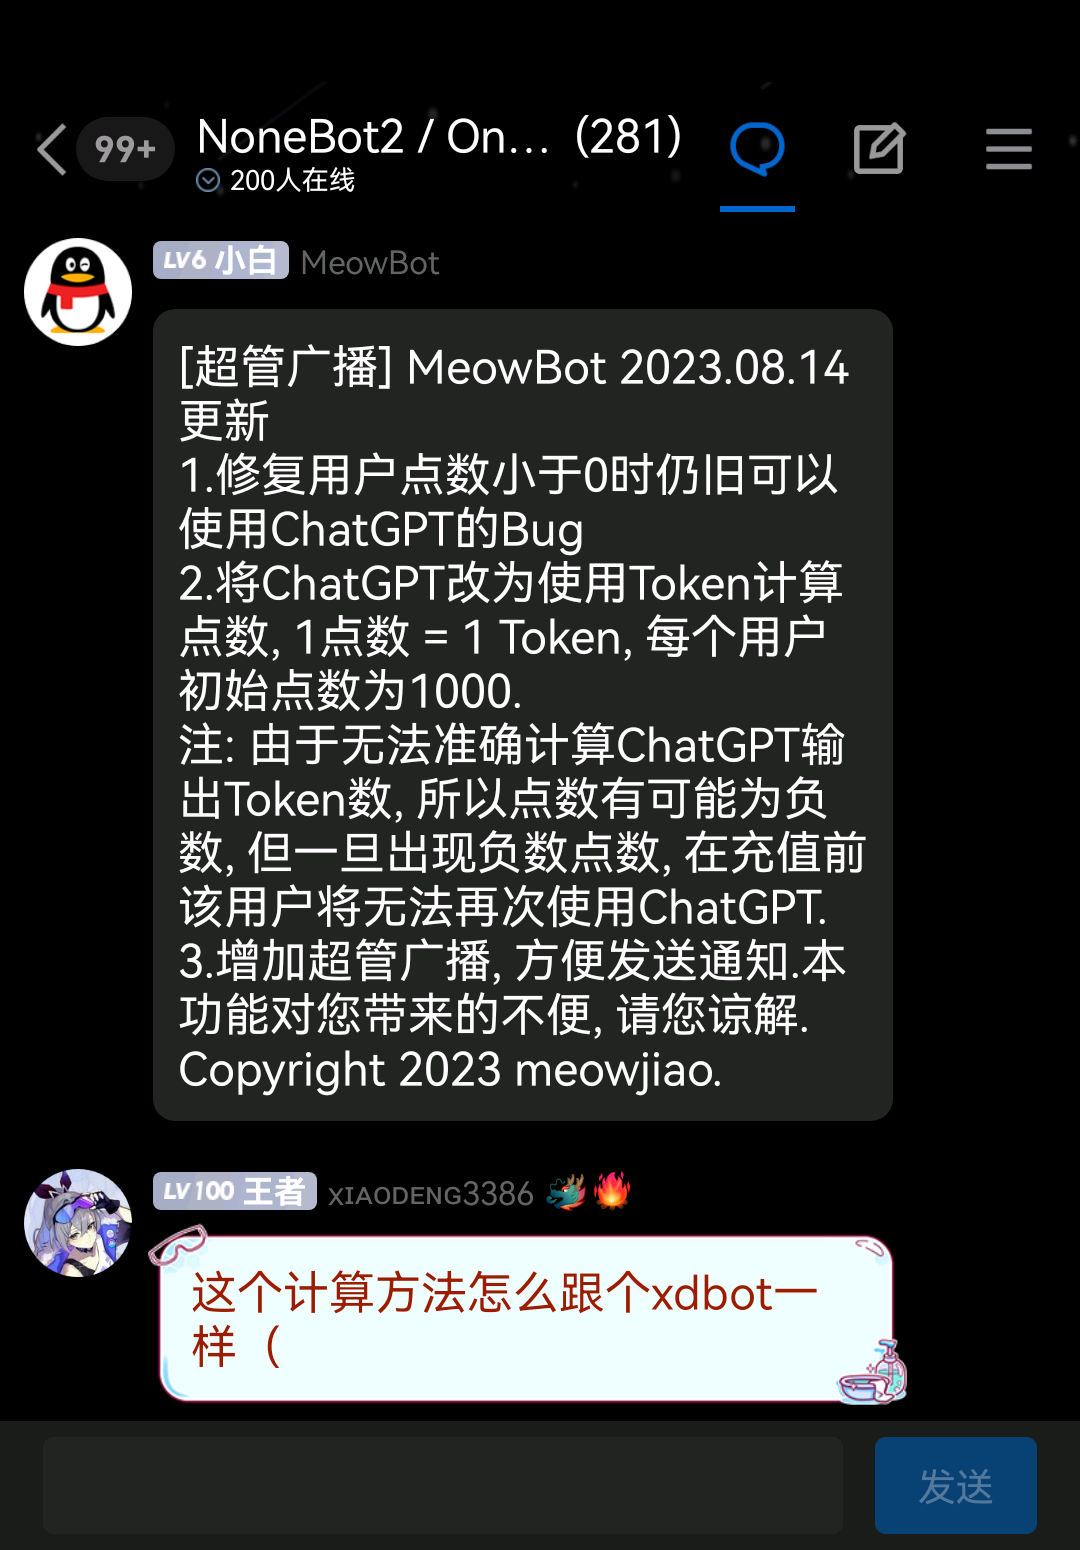 99+
NoneBot2 / On... (281)
200人在线
LV6 小白 MeowBot
[超管广播] MeowBot 2023.08.14
更新
1.修复用户点数小于0时仍旧可以
使用ChatGPT的Bug
2.将ChatGPT改为使用Token计算
点数, 1点数 = 1 Token, 每个用户
初始点数为1000.
注: 由于无法准确计算ChatGPT输
出Token数, 所以点数有可能为负
数, 但一旦出现负数点数, 在充值前
该用户将无法再次使用ChatGPT.
3.增加超管广播, 方便发送通知.本
功能对您带来的不便, 请您谅解.
Copyright 2023 meowjiao.
LV100 王者 XIAODENG3386 🐲🔥
这个计算方法怎么跟个xdbot一
样（
发送